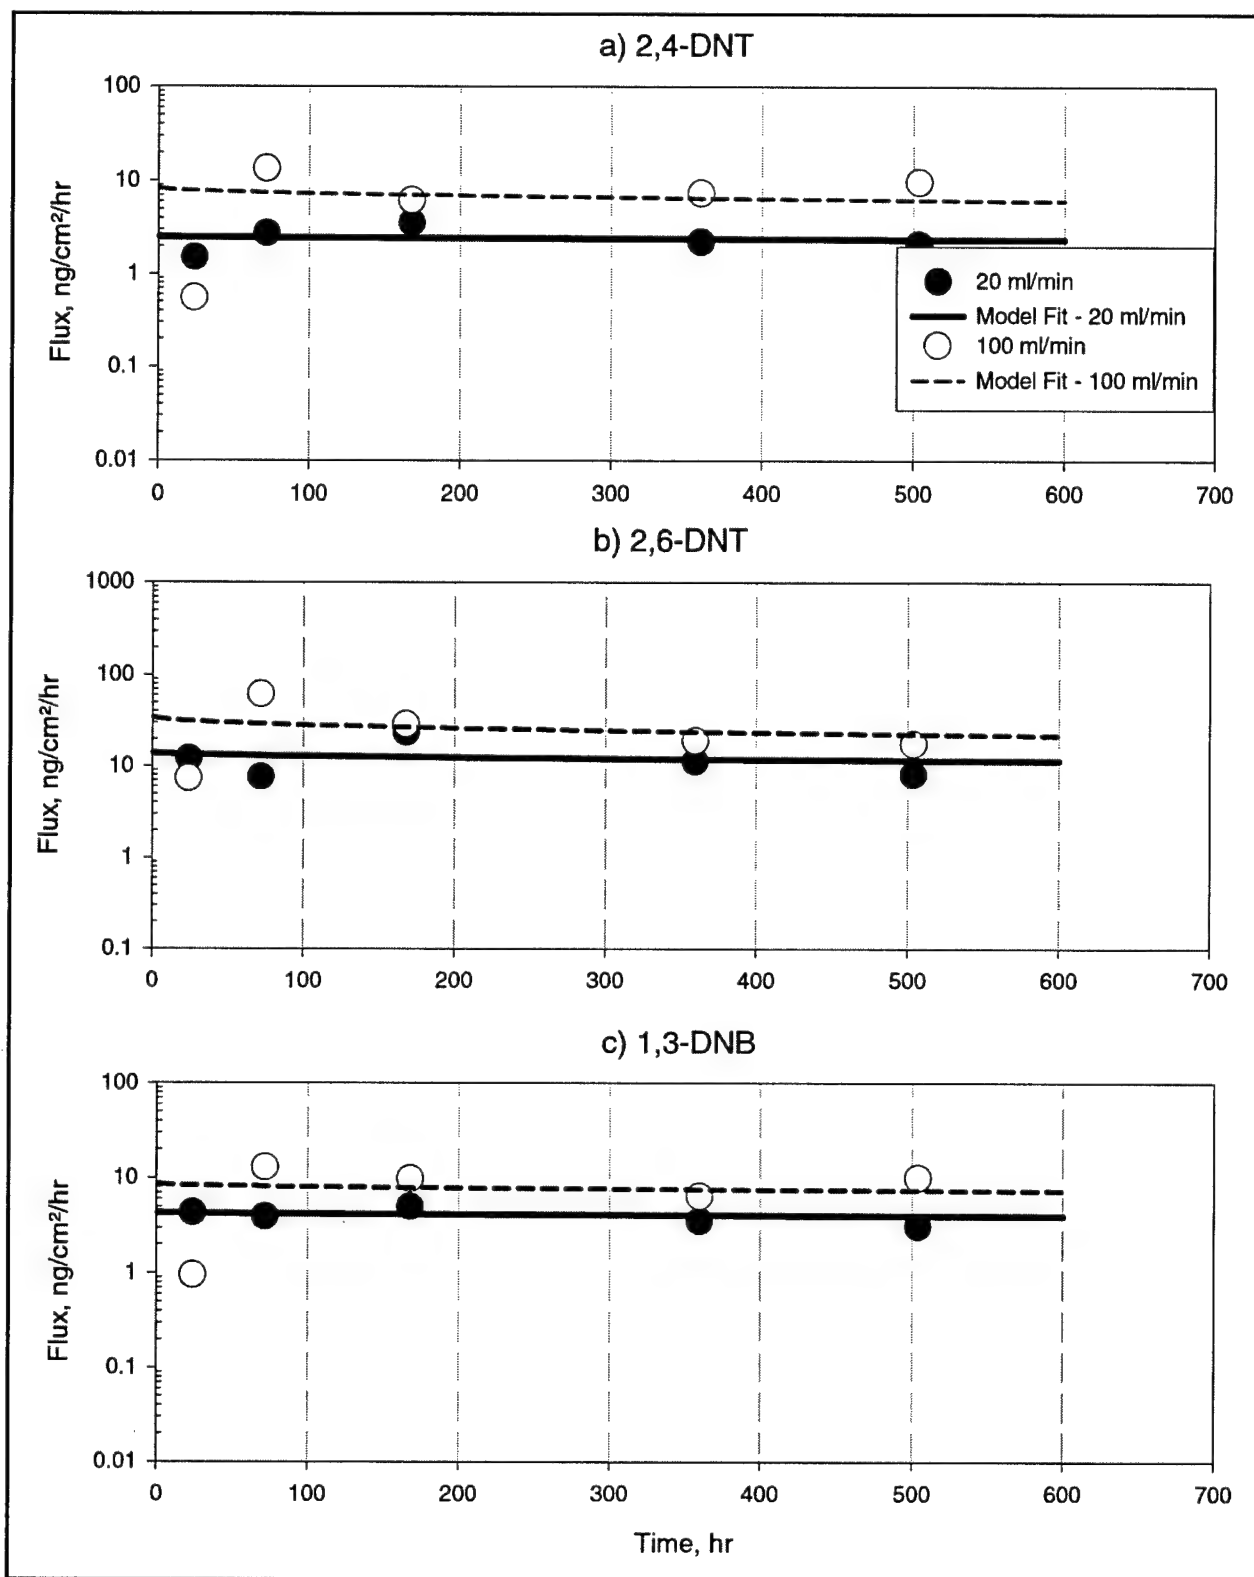 a) 2,4-DNT
100
10
1
0.1
0.01
Flux, ng/cm²/hr
20 ml/min
Model Fit - 20 ml/min
100 ml/min
Model Fit - 100 ml/min
0 100 200 300 400 500 600 700
b) 2,6-DNT
1000
100
10
1
0.1
Flux, ng/cm²/hr
0 100 200 300 400 500 600 700
c) 1,3-DNB
100
10
1
0.1
0.01
Flux, ng/cm²/hr
0 100 200 300 400 500 600 700
Time, hr